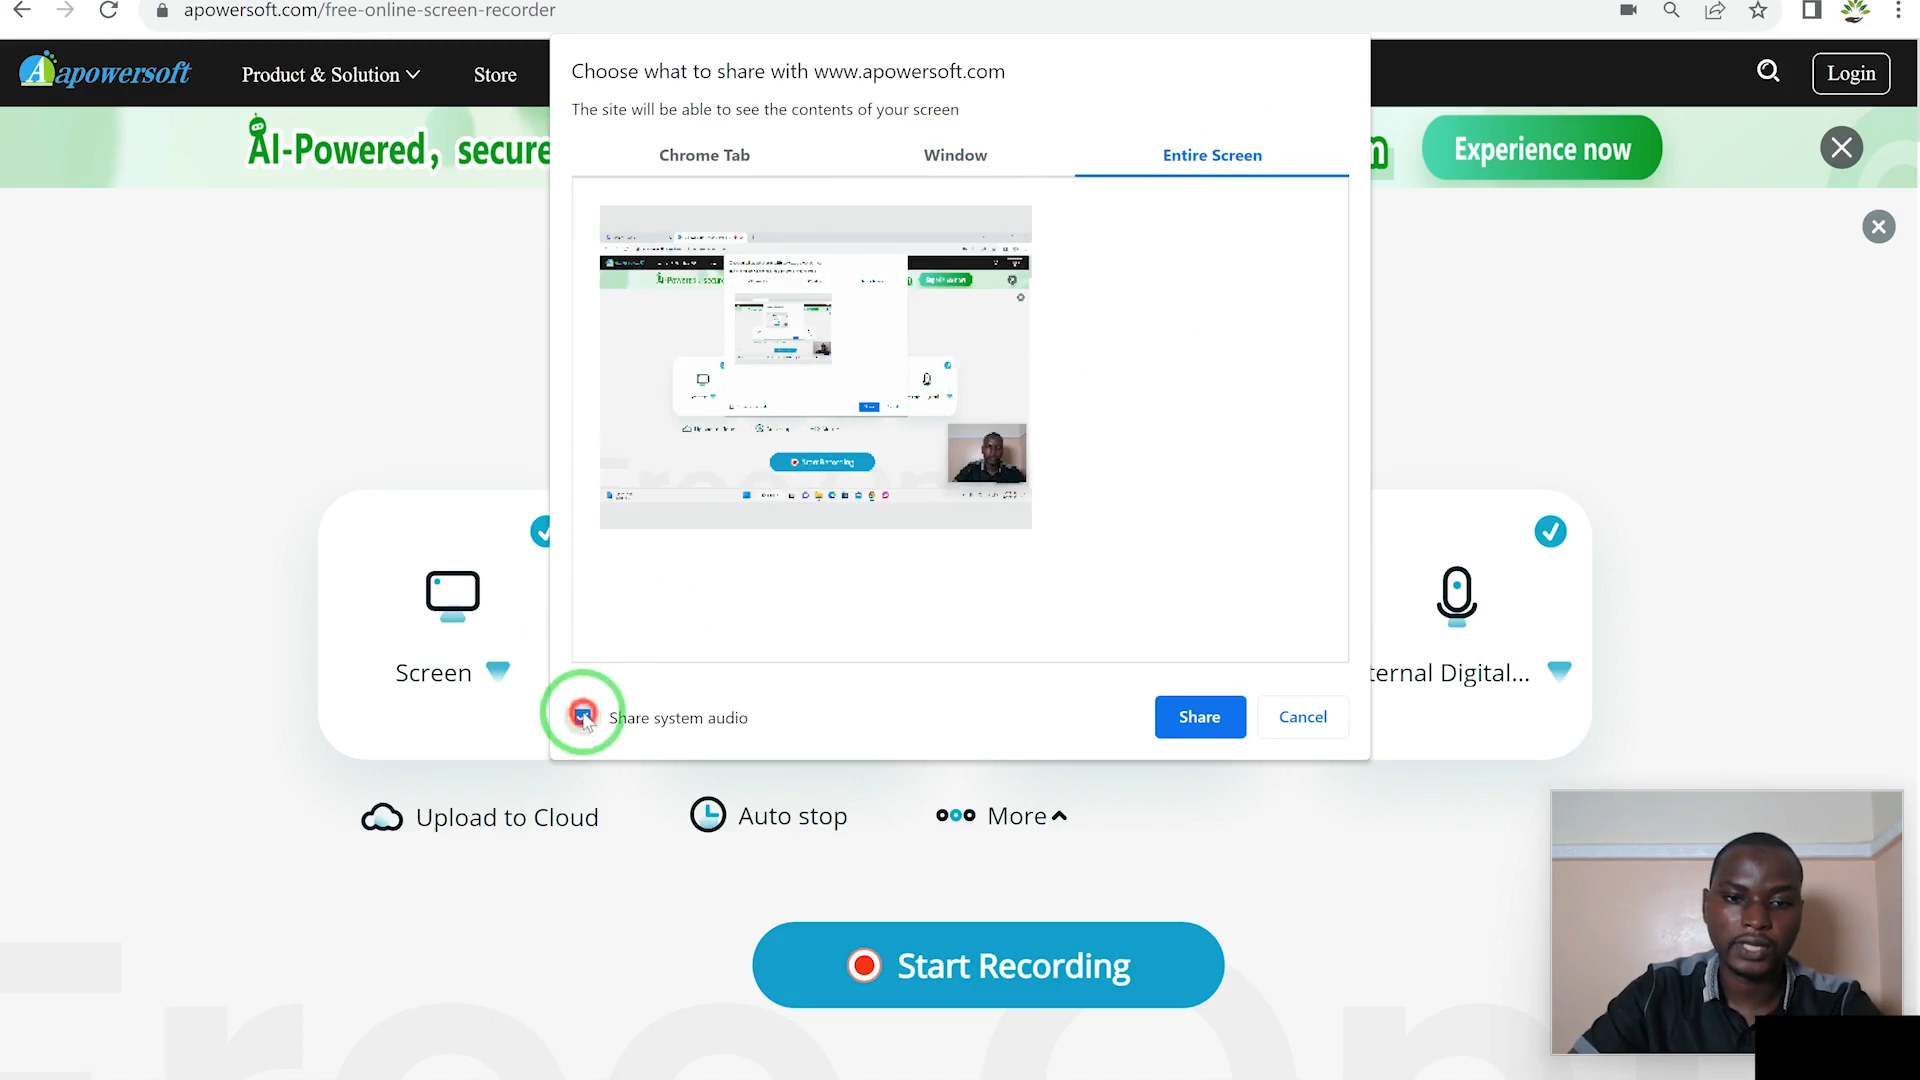 apowersoft.com/free-online-screen-recorder
Apowersoft
Product & Solution
Store
Login
AI-Powered, secure
Experience now
Choose what to share with www.apowersoft.com
The site will be able to see the contents of your screen
Chrome Tab
Window
Entire Screen
Start Recording
Screen
ternal Digital...
Share system audio
Share
Cancel
Upload to Cloud
Auto stop
More
Start Recording